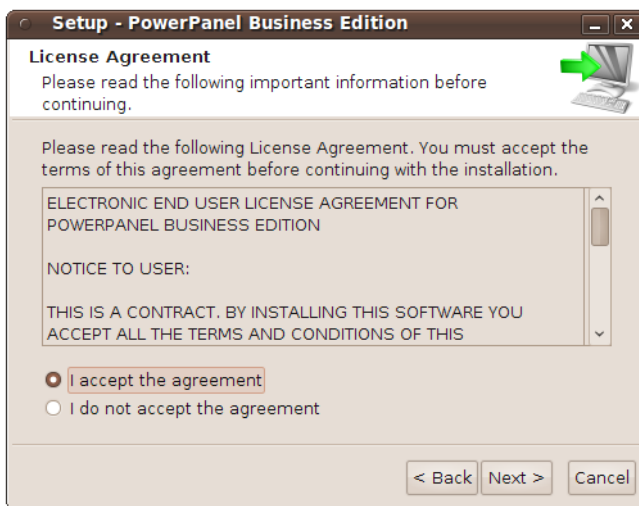 Setup - PowerPanel Business Edition
License Agreement
Please read the following important information before
continuing.
Please read the following License Agreement. You must accept the
terms of this agreement before continuing with the installation.
ELECTRONIC END USER LICENSE AGREEMENT FOR
POWERPANEL BUSINESS EDITION
NOTICE TO USER:
THIS IS A CONTRACT. BY INSTALLING THIS SOFTWARE YOU
ACCEPT ALL THE TERMS AND CONDITIONS OF THIS
I accept the agreement
I do not accept the agreement
< Back Next > Cancel